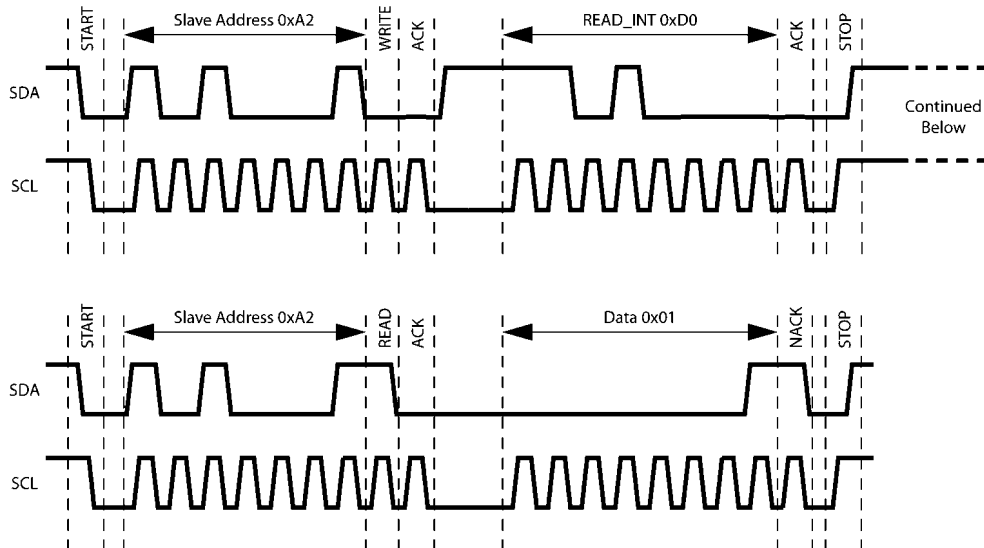 START
Slave Address 0xA2
WRITE
ACK
READ_INT 0xD0
ACK
STOP
SDA
Continued
Below
SCL
START
Slave Address 0xA2
READ
ACK
Data 0x01
NACK
STOP
SDA
SCL